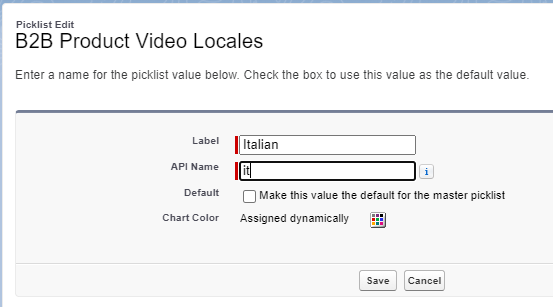 Picklist Edit
B2B Product Video Locales
Enter a name for the picklist value below. Check the box to use this value as the default value.
Label Italian
API Name it i
Default Make this value the default for the master picklist
Chart Color Assigned dynamically
Save Cancel